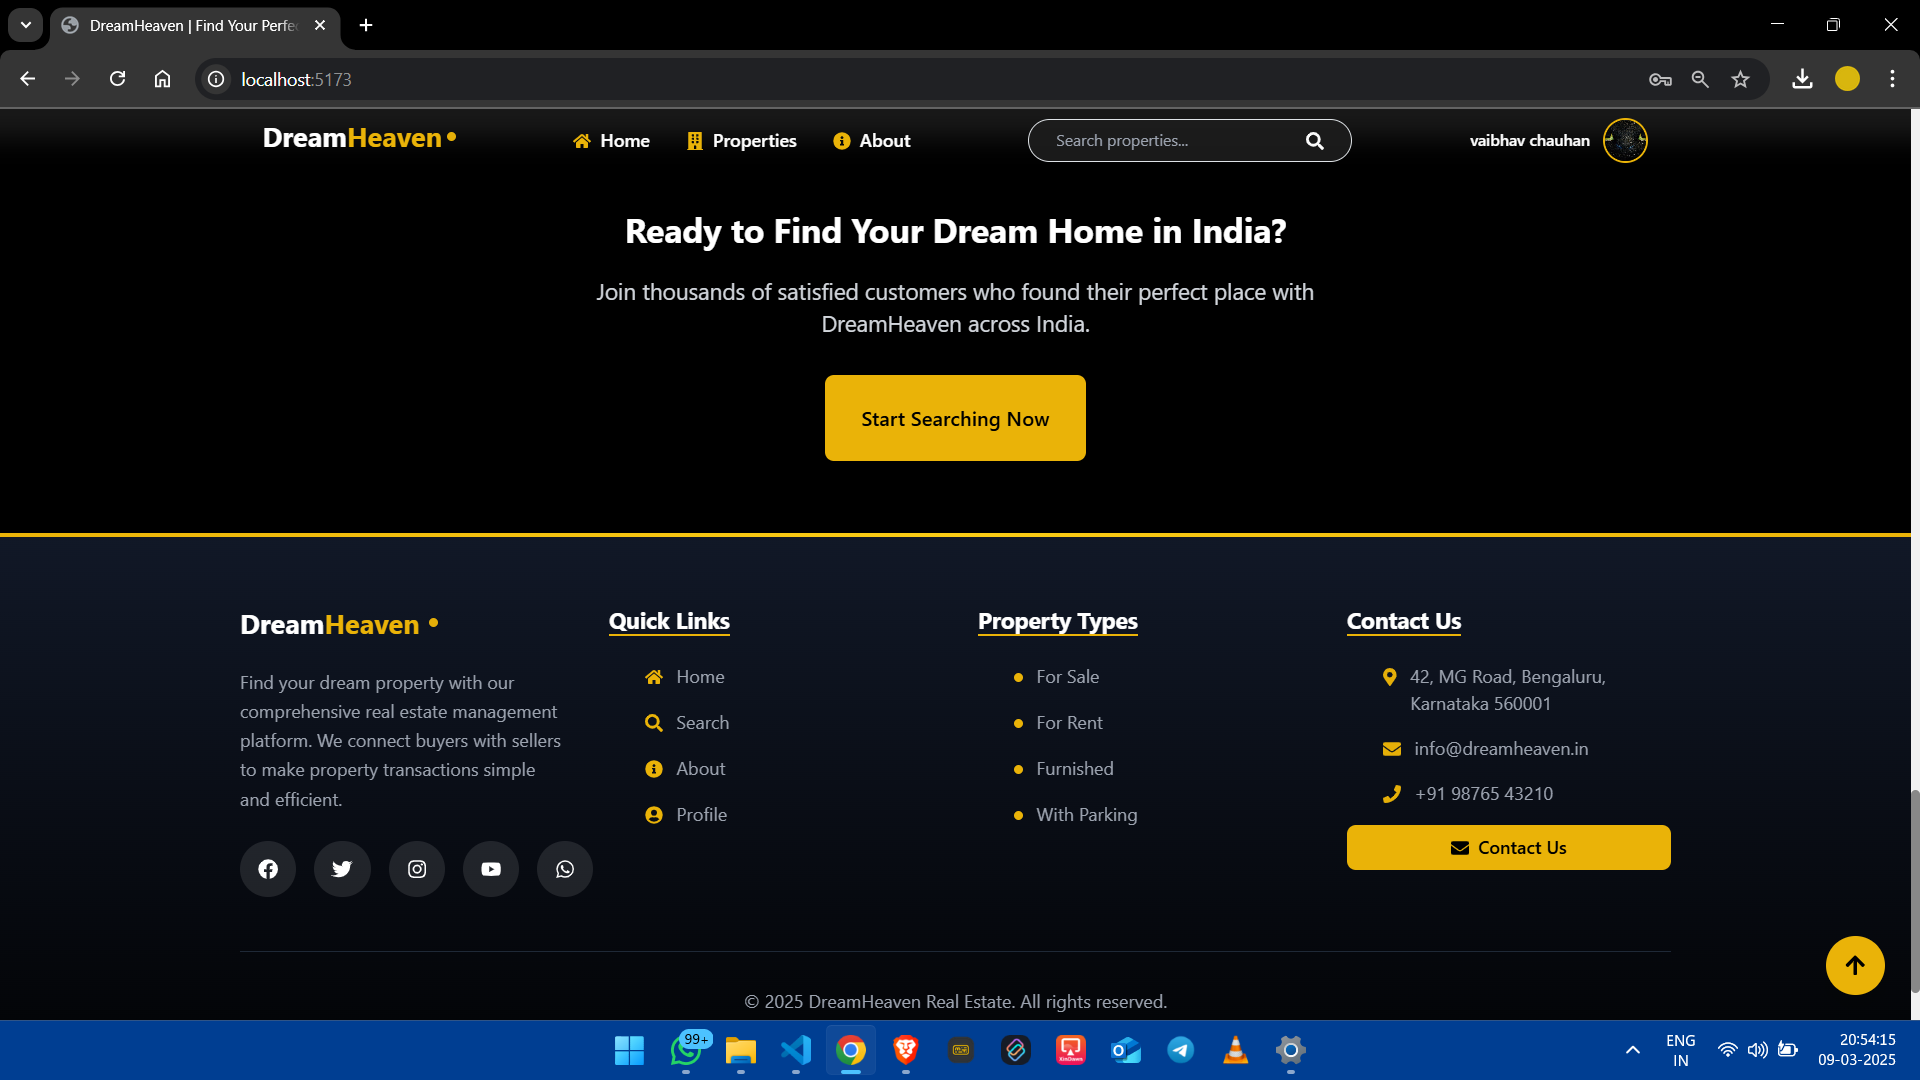 DreamHeaven | Find Your Perfe
localhost:5173
DreamHeaven
Home
Properties
About
Search properties...
vaibhav chauhan
Ready to Find Your Dream Home in India?
Join thousands of satisfied customers who found their perfect place with
DreamHeaven across India.
Start Searching Now
DreamHeaven
Find your dream property with our
comprehensive real estate management
platform. We connect buyers with sellers
to make property transactions simple
and efficient.
Quick Links
Home
Search
About
Profile
Property Types
For Sale
For Rent
Furnished
With Parking
Contact Us
42, MG Road, Bengaluru,
Karnataka 560001
info@dreamheaven.in
+91 98765 43210
Contact Us
© 2025 DreamHeaven Real Estate. All rights reserved.
99+
ENG
IN
20:54:15
09-03-2025